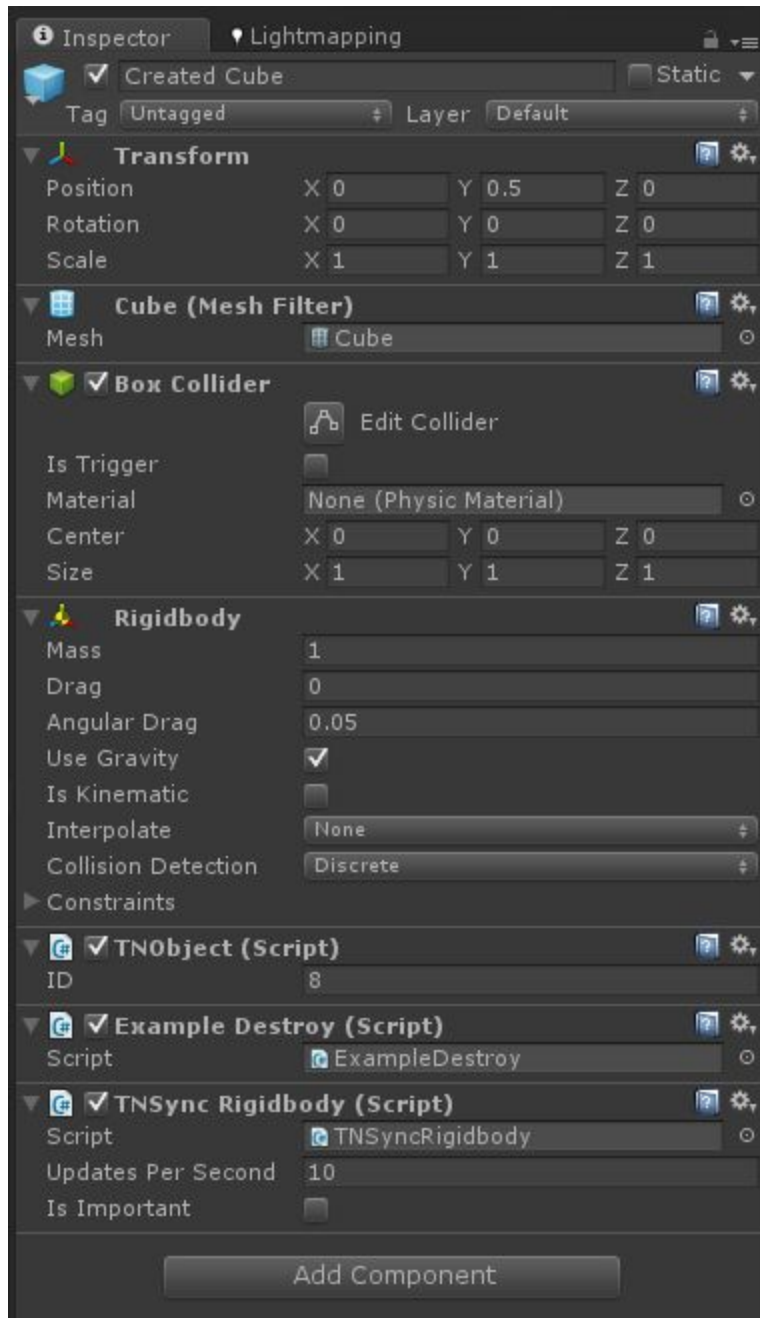 Inspector Lightmapping
Created Cube Static
Tag Untagged Layer Default
Transform
Position X 0 Y 0.5 Z 0
Rotation X 0 Y 0 Z 0
Scale X 1 Y 1 Z 1
Cube (Mesh Filter)
Mesh Cube
Box Collider
Edit Collider
Is Trigger
Material None (Physic Material)
Center X 0 Y 0 Z 0
Size X 1 Y 1 Z 1
Rigidbody
Mass 1
Drag 0
Angular Drag 0.05
Use Gravity
Is Kinematic
Interpolate None
Collision Detection Discrete
Constraints
TNObject (Script)
ID 8
Example Destroy (Script)
Script ExampleDestroy
TNSync Rigidbody (Script)
Script TNSyncRigidbody
Updates Per Second 10
Is Important
Add Component